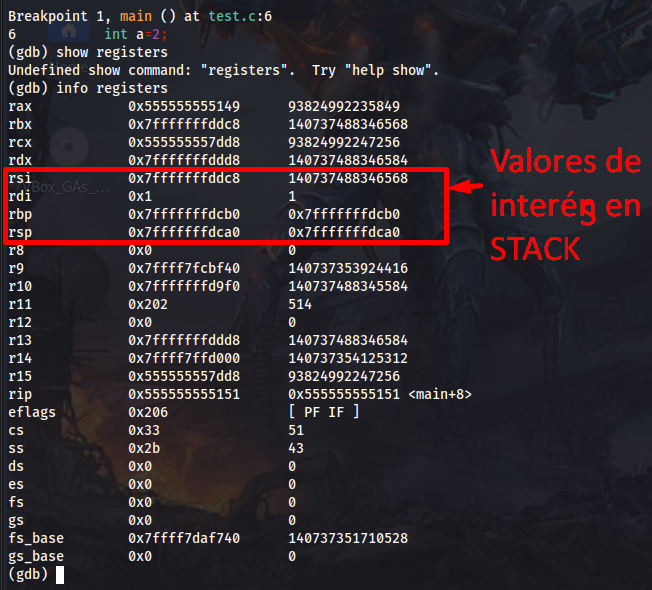 Breakpoint 1, main () at test.c:6
6 int a=2;
(gdb) show registers
Undefined show command: "registers". Try "help show".
(gdb) info registers
rax 0x555555555149 93824992235849
rbx 0x7fffffffddc8 140737488346568
rcx 0x555555557dd8 93824992247256
rdx 0x7fffffffddd8 140737488346584
rsi 0x7fffffffddc8 140737488346568
rdi 0x1 1
rbp 0x7fffffffdcb0 0x7fffffffdcb0
rsp 0x7fffffffdca0 0x7fffffffdca0
r8 0x0 0
r9 0x7ffff7fcbf40 140737353924416
r10 0x7fffffffd9f0 140737488345584
r11 0x202 514
r12 0x0 0
r13 0x7fffffffddd8 140737488346584
r14 0x7ffff7ffd000 140737354125312
r15 0x555555557dd8 93824992247256
rip 0x555555555151 0x555555555151 <main+8>
eflags 0x206 [ PF IF ]
cs 0x33 51
ss 0x2b 43
ds 0x0 0
es 0x0 0
fs 0x0 0
gs 0x0 0
fs_base 0x7ffff7daf740 140737351710528
gs_base 0x0 0
(gdb)
Valores de
interés en
STACK